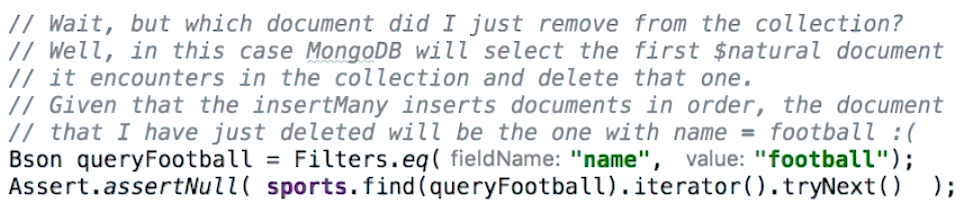 // Wait, but which document did I just remove from the collection?
// Well, in this case MongoDB will select the first $natural document
// it encounters in the collection and delete that one.
// Given that the insertMany inserts documents in order, the document
// that I have just deleted will be the one with name = football :(
Bson queryFootball = Filters.eq( fieldName: "name",  value: "football");
Assert.assertNull( sports.find(queryFootball).iterator().tryNext()  );